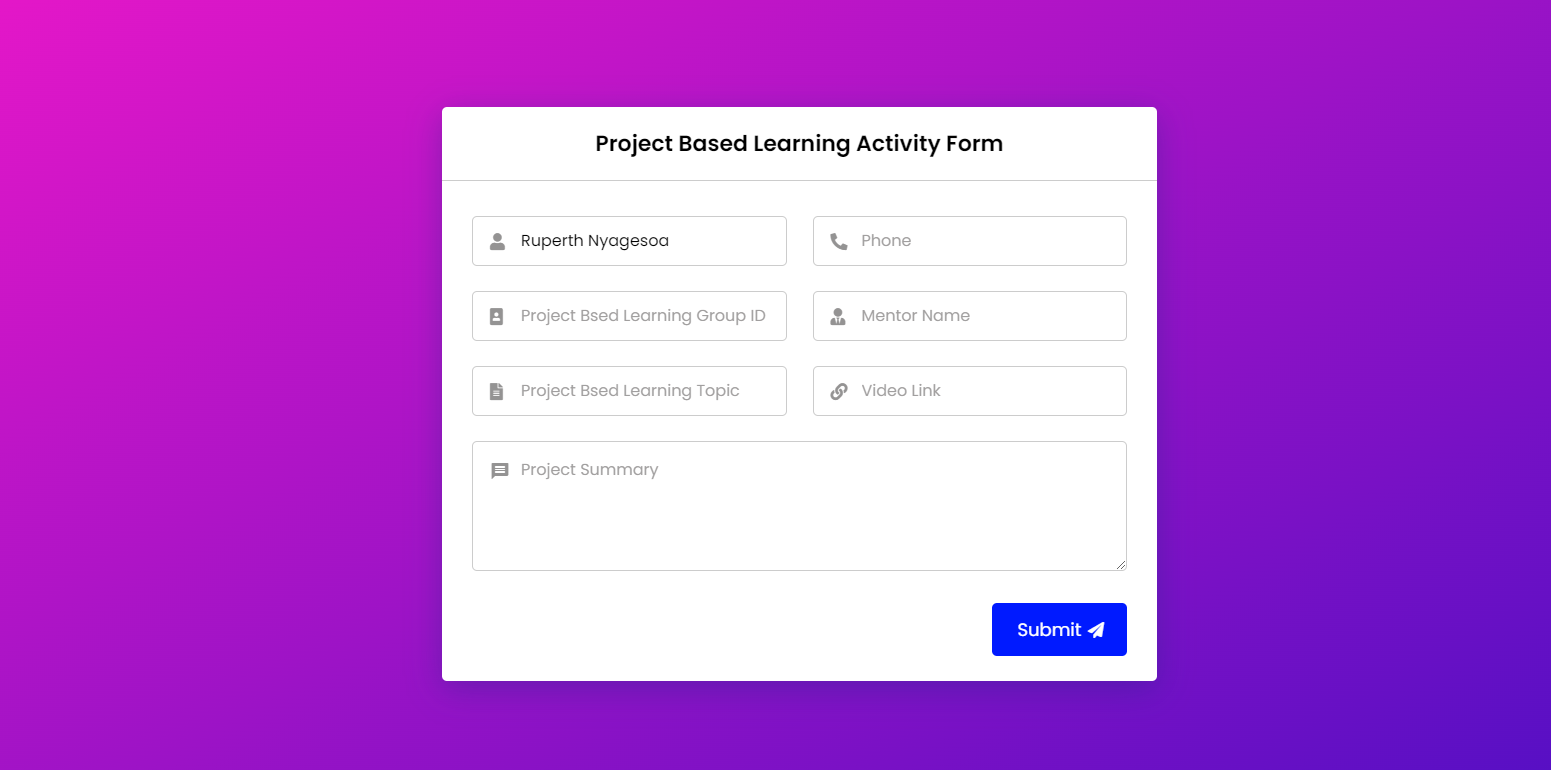 Project Based Learning Activity Form
Ruperth Nyagesoa
Phone
Project Bsed Learning Group ID
Mentor Name
Project Bsed Learning Topic
Video Link
Project Summary
Submit